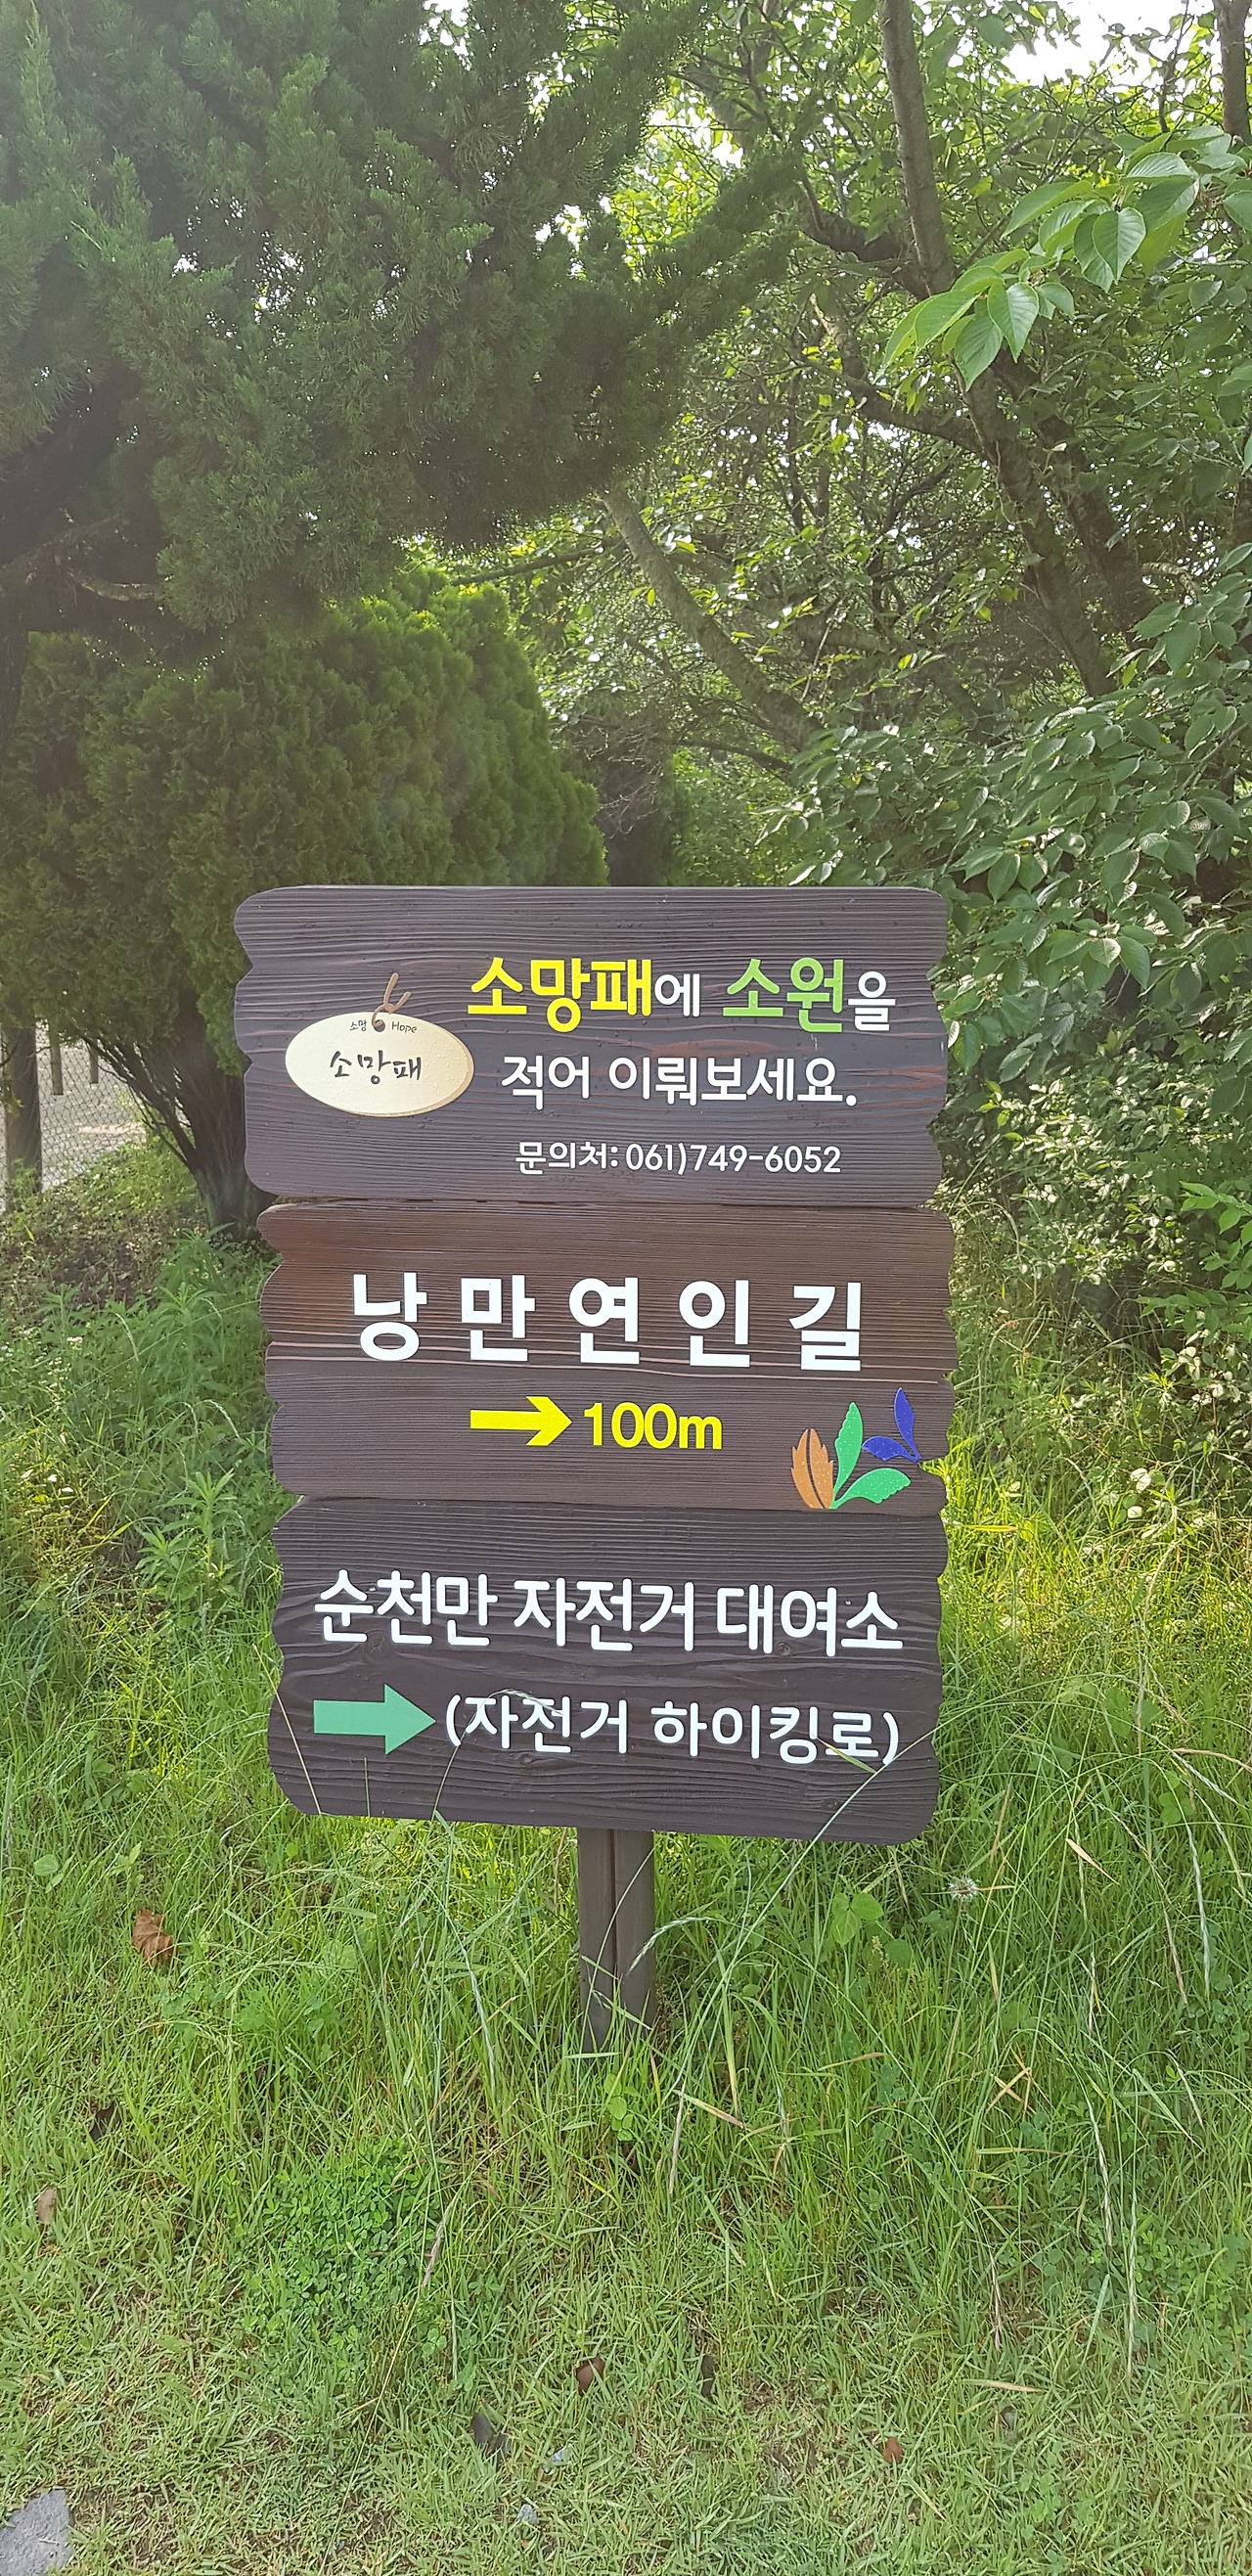 소망패에 소원을
소망 Hope
소망패
적어 이뤄보세요.
문의처: 061)749-6052
낭만연인길
100m
순천만 자전거 대여소
(자전거 하이킹로)